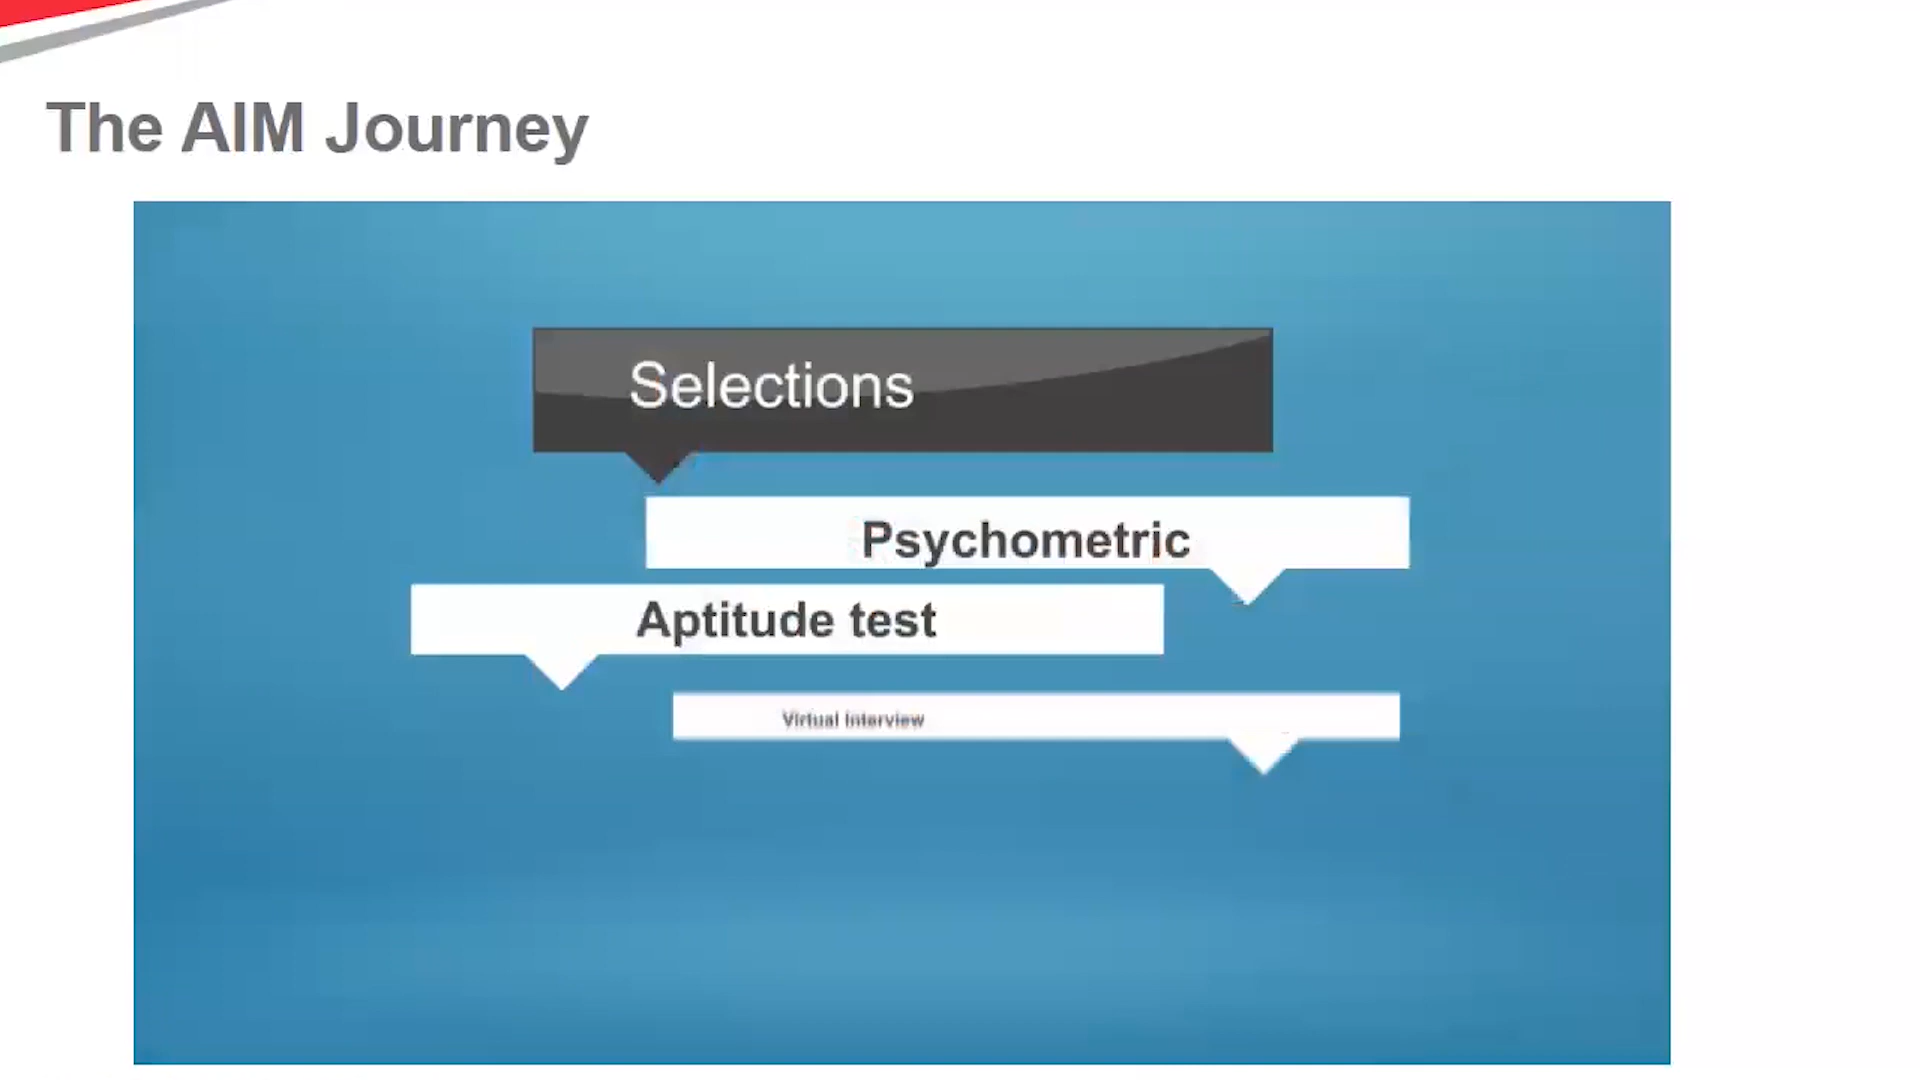 The AIM Journey
Selections
Psychometric
Aptitude test
Virtual Interview